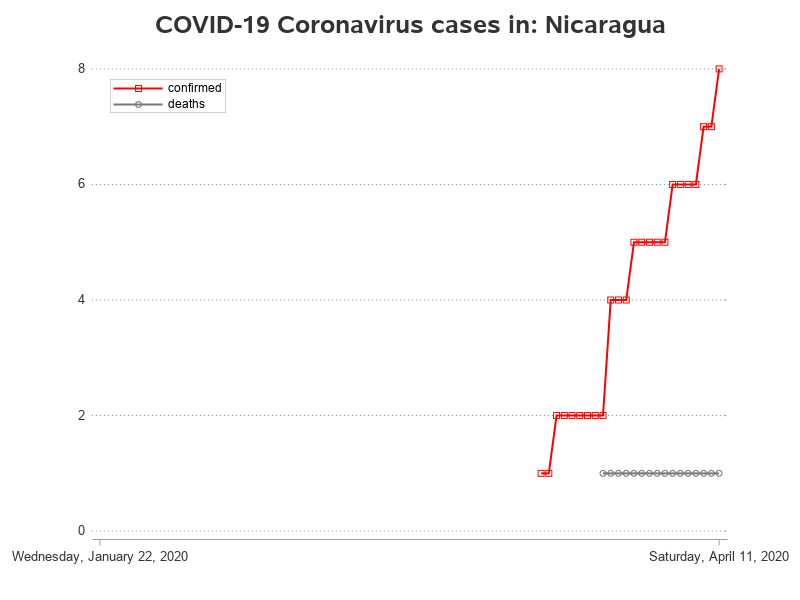 COVID-19 Coronavirus cases in: Nicaragua
8
confirmed
deaths
6
4
2
0
Wednesday, January 22, 2020
Saturday, April 11, 2020